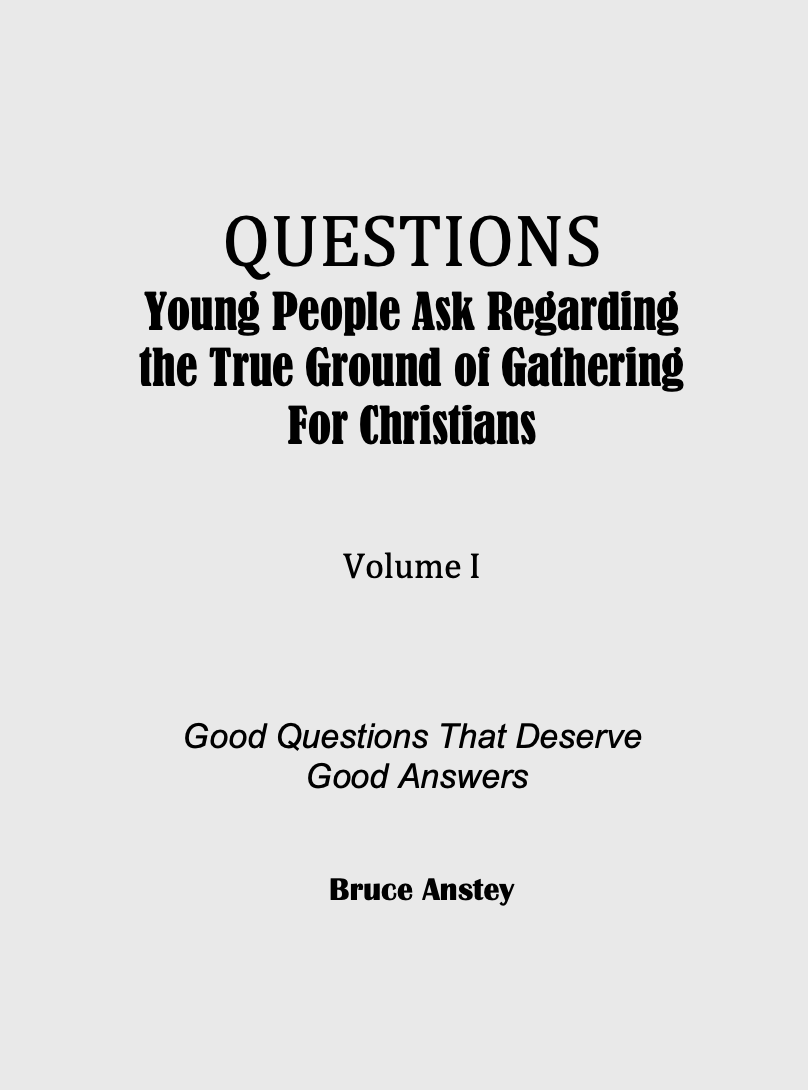 QUESTIONS
Young People Ask Regarding
the True Ground of Gathering
For Christians
Volume I
Good Questions That Deserve
Good Answers
Bruce Anstey